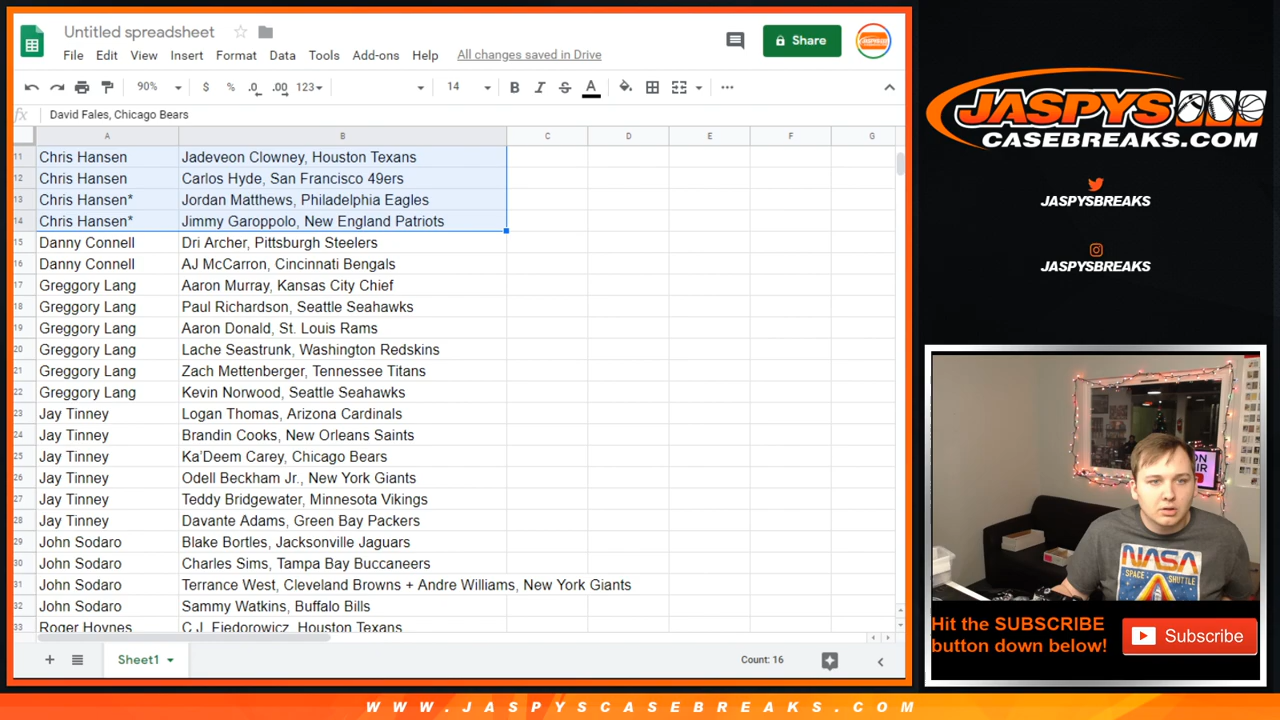 Untitled spreadsheet
File Edit View Insert Format Data Tools Add-ons Help All changes saved in Drive
Share
90% $ % .0 .00 123 14 B I S A
fx David Fales, Chicago Bears
A B C D E F G
11 Chris Hansen Jadeveon Clowney, Houston Texans
12 Chris Hansen Carlos Hyde, San Francisco 49ers
13 Chris Hansen* Jordan Matthews, Philadelphia Eagles
14 Chris Hansen* Jimmy Garoppolo, New England Patriots
15 Danny Connell Dri Archer, Pittsburgh Steelers
16 Danny Connell AJ McCarron, Cincinnati Bengals
17 Greggory Lang Aaron Murray, Kansas City Chief
18 Greggory Lang Paul Richardson, Seattle Seahawks
19 Greggory Lang Aaron Donald, St. Louis Rams
20 Greggory Lang Lache Seastrunk, Washington Redskins
21 Greggory Lang Zach Mettenberger, Tennessee Titans
22 Greggory Lang Kevin Norwood, Seattle Seahawks
23 Jay Tinney Logan Thomas, Arizona Cardinals
24 Jay Tinney Brandin Cooks, New Orleans Saints
25 Jay Tinney Ka'Deem Carey, Chicago Bears
26 Jay Tinney Odell Beckham Jr., New York Giants
27 Jay Tinney Teddy Bridgewater, Minnesota Vikings
28 Jay Tinney Davante Adams, Green Bay Packers
29 John Sodaro Blake Bortles, Jacksonville Jaguars
30 John Sodaro Charles Sims, Tampa Bay Buccaneers
31 John Sodaro Terrance West, Cleveland Browns + Andre Williams, New York Giants
32 John Sodaro Sammy Watkins, Buffalo Bills
33 Roger Hoynes C.J. Fiedorowicz, Houston Texans
Sheet1
Count: 16
JASPYS
CASEBREAKS.COM
JASPYSBREAKS
JASPYSBREAKS
ON
AIR
NASA
SPACE SHUTTLE
Hit the SUBSCRIBE
button down below!
Subscribe
WWW.JASPYSCASEBREAKS.COM